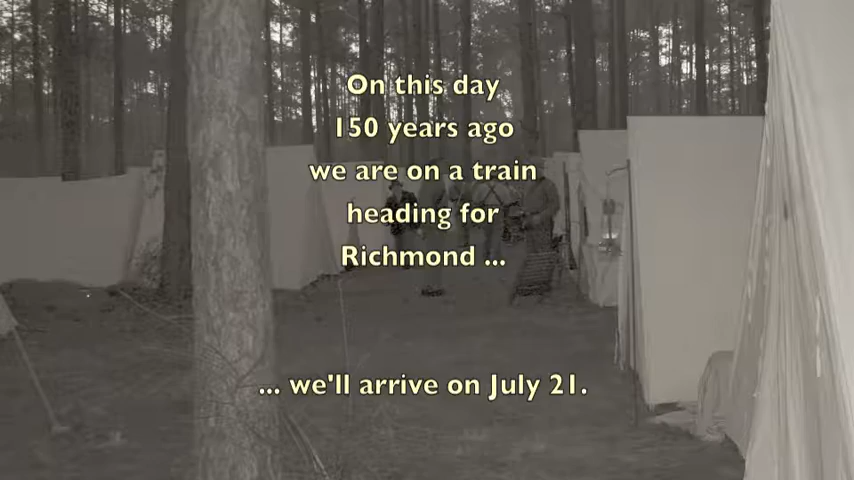 On this day
150 years ago
we are on a train
heading for
Richmond ...
... we'll arrive on July 21.